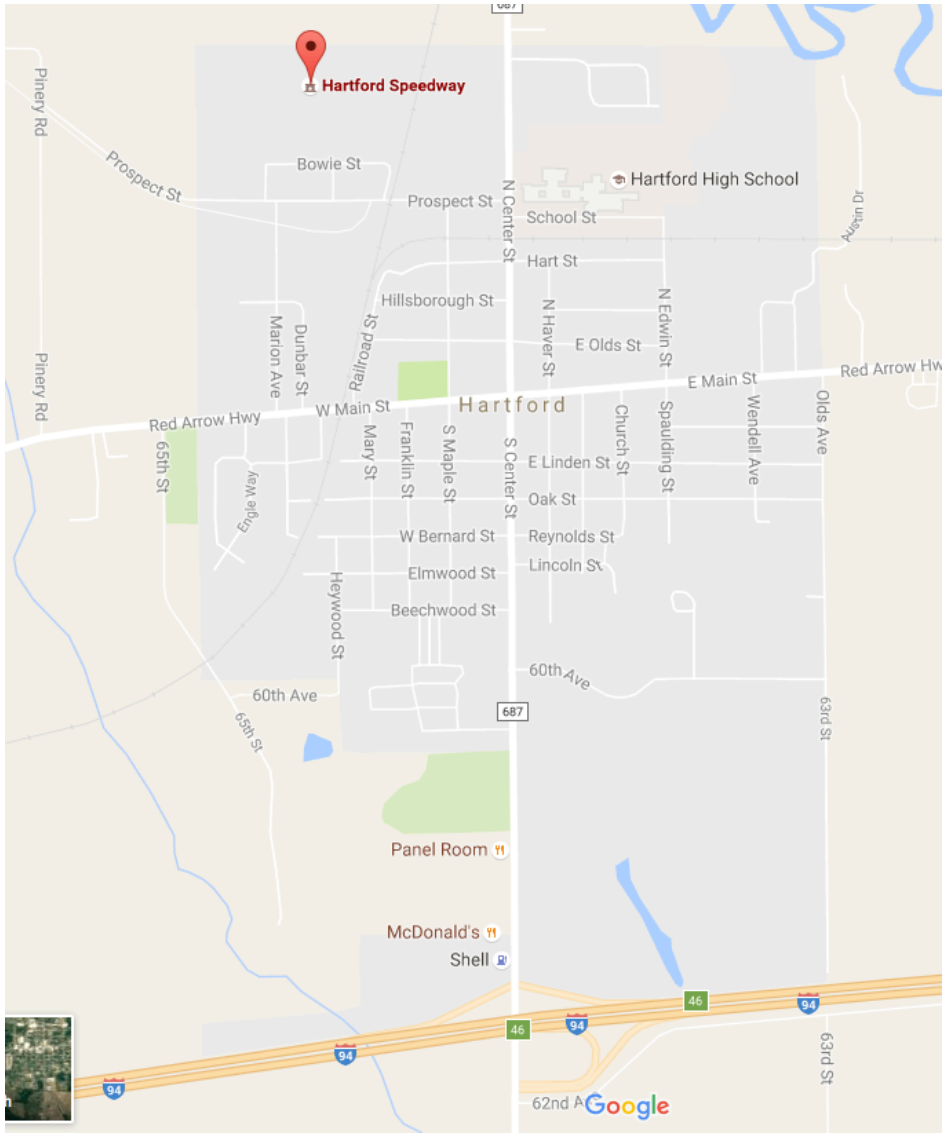 687
Pinery Rd
Hartford Speedway
Prospect St
Bowie St
Prospect St
N Center St
Hartford High School
School St
Austin Dr
Hart St
Hillsborough St
N Haver St
N Edwin St
Marion Ave
Dunbar St
Railroad St
E Olds St
Pinery Rd
Red Arrow Hwy
W Main St
Hartford
E Main St
Red Arrow Hw
65th St
Mary St
Franklin St
S Maple St
S Center St
Church St
Spaulding St
Wendell Ave
Olds Ave
E Linden St
Oak St
W Bernard St
Reynolds St
Elmwood St
Lincoln St
Heywood St
Beechwood St
60th Ave
60th Ave
65th St
687
63rd St
Panel Room
McDonald's
Shell
46
94
46
94
94
94
63rd St
62nd A
Google